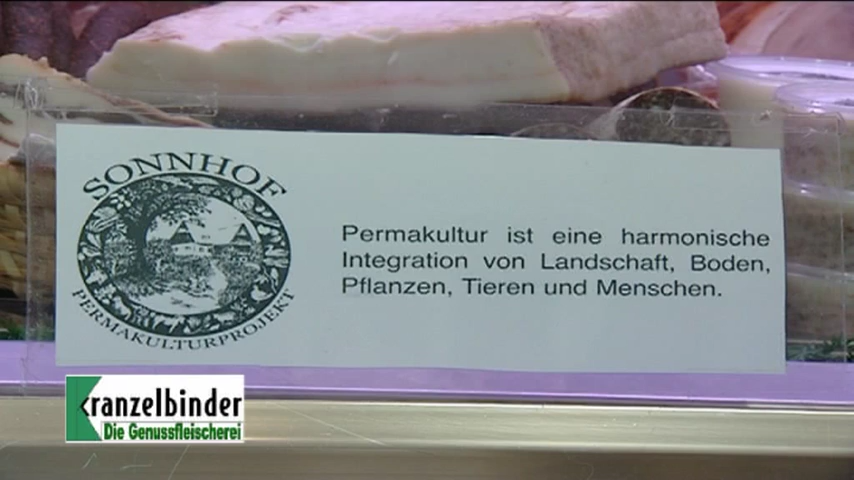 SONNHOF
PERMAKULTURPROJEKT
Permakultur ist eine harmonische
Integration von Landschaft, Boden,
Pflanzen, Tieren und Menschen.
Kranzelbinder
Die Genussfleischerei